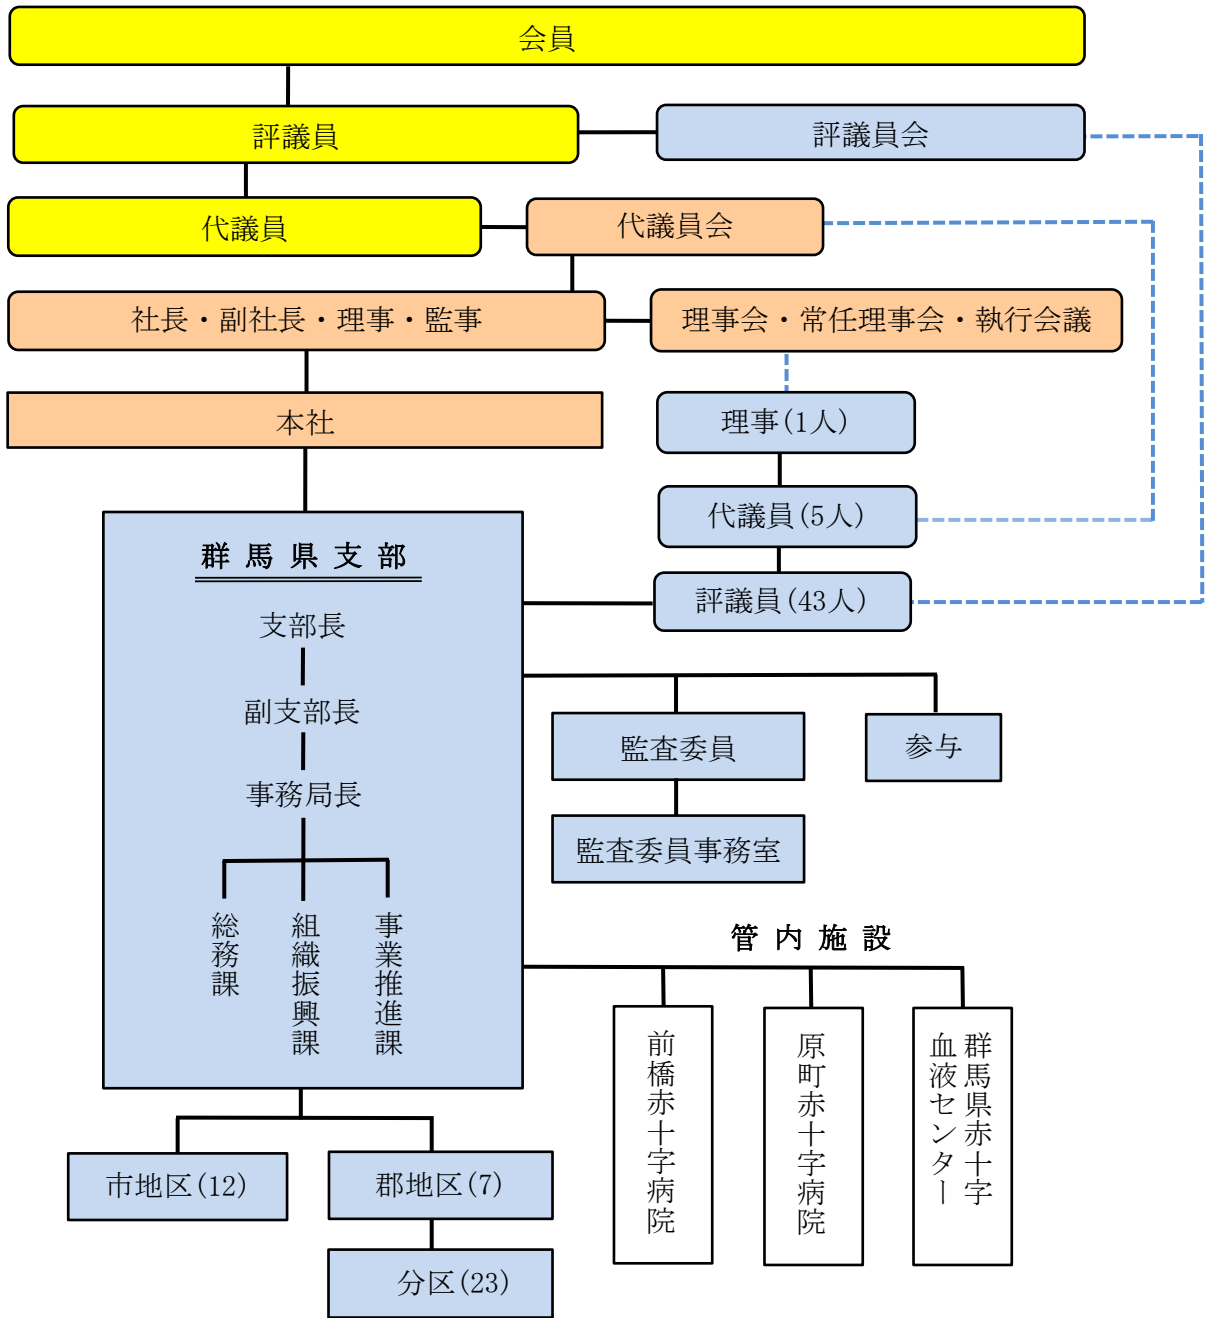 会員
評議員
評議員会
代議員
代議員会
社長・副社長・理事・監事
理事会・常任理事会・執行会議
本社
理事(1人)
代議員(5人)
評議員(43人)
群馬県支部
支部長
副支部長
事務局長
総務課
組織振興課
事業推進課
監査委員
参与
監査委員事務室
管内施設
前橋赤十字病院
原町赤十字病院
群馬県赤十字
血液センター
市地区(12)
郡地区(7)
分区(23)